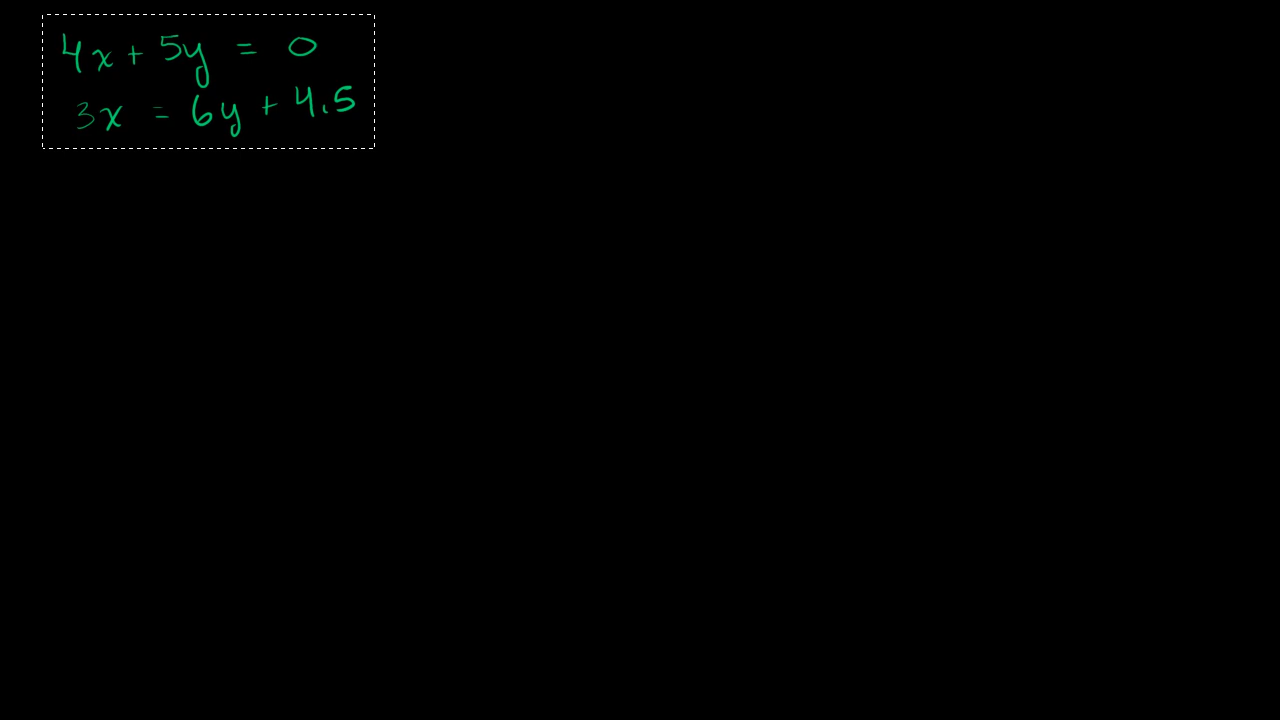 4x + 5y = 0
3x = 6y + 4.5